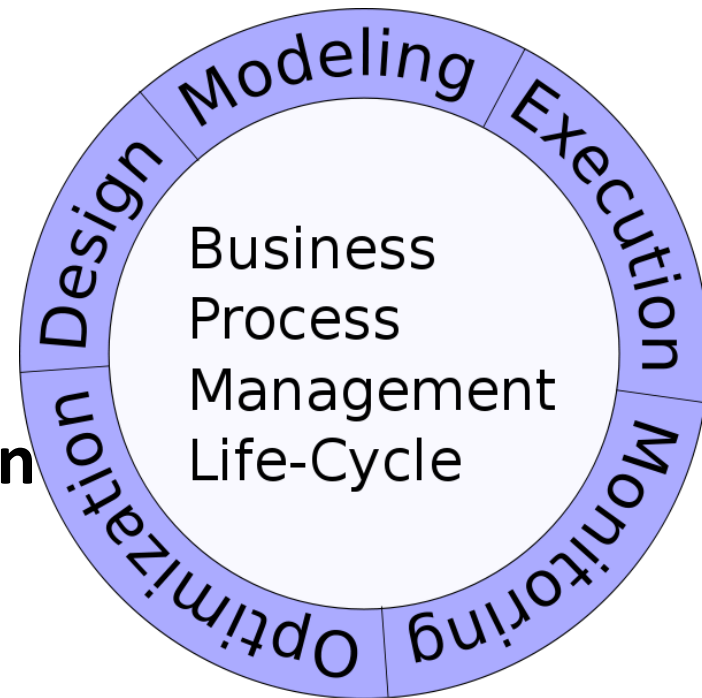 Design
Modeling
Execution
Monitoring
Optimization
Business
Process
Management
Life-Cycle
n